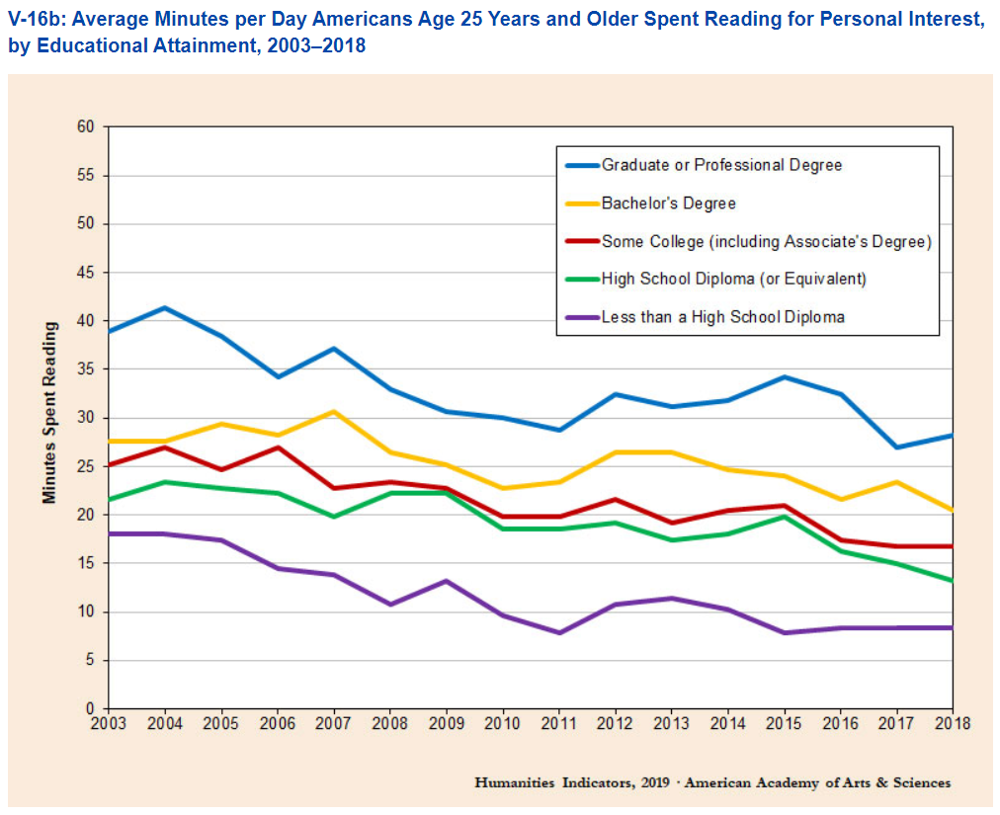 V-16b: Average Minutes per Day Americans Age 25 Years and Older Spent Reading for Personal Interest,
by Educational Attainment, 2003–2018
60
55
50
45
40
35
30
25
20
15
10
5
0
Minutes Spent Reading
Graduate or Professional Degree
Bachelor's Degree
Some College (including Associate's Degree)
High School Diploma (or Equivalent)
Less than a High School Diploma
2003 2004 2005 2006 2007 2008 2009 2010 2011 2012 2013 2014 2015 2016 2017 2018
Humanities Indicators, 2019 · American Academy of Arts & Sciences